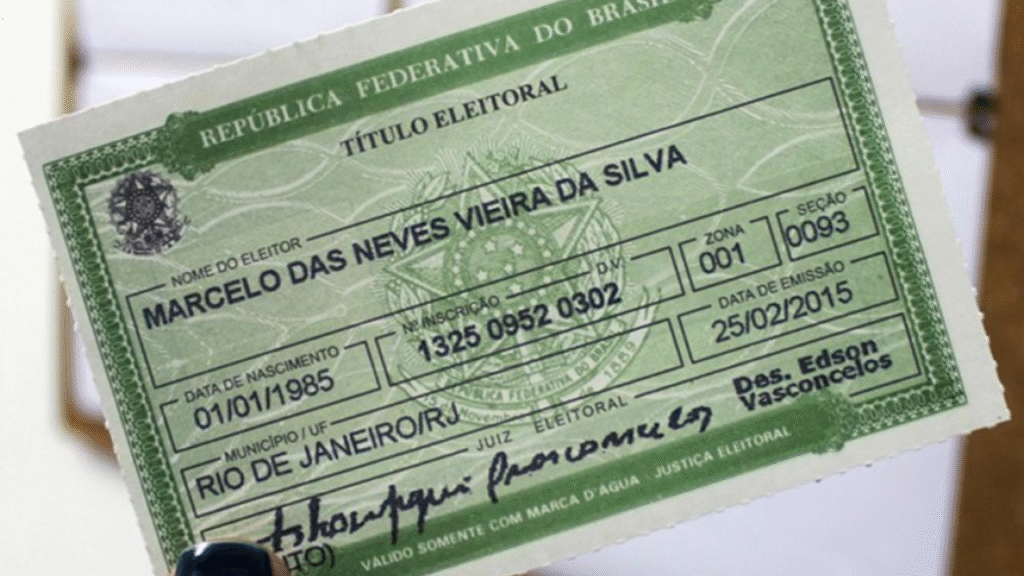 REPÚBLICA FEDERATIVA DO BRASIL
TÍTULO ELEITORAL
NOME DO ELEITOR
MARCELO DAS NEVES VIEIRA DA SILVA
DATA DE NASCIMENTO
01/01/1985
Nº INSCRIÇÃO D.V.
1325 0952 0302
ZONA
001
SEÇÃO
0093
MUNICÍPIO / UF
RIO DE JANEIRO/RJ
DATA DE EMISSÃO
25/02/2015
JUIZ ELEITORAL
Des. Edson
Vasconcelos
VALIDO SOMENTE COM MARCA D'AGUA JUSTIÇA ELEITORAL